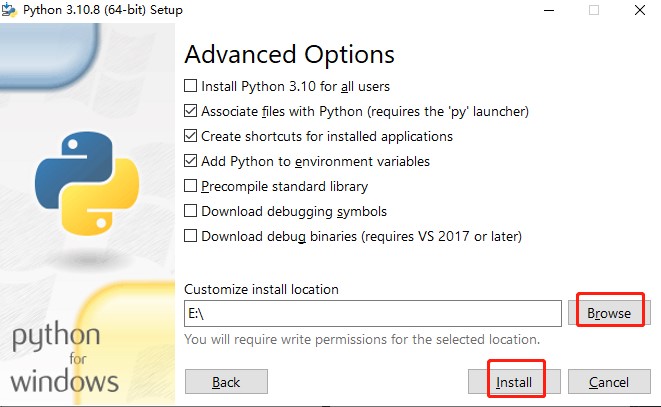 Python 3.10.8 (64-bit) Setup
Advanced Options
Install Python 3.10 for all users
Associate files with Python (requires the 'py' launcher)
Create shortcuts for installed applications
Add Python to environment variables
Precompile standard library
Download debugging symbols
Download debug binaries (requires VS 2017 or later)
Customize install location
E:\
Browse
You will require write permissions for the selected location.
python
for
windows
Back
Install
Cancel